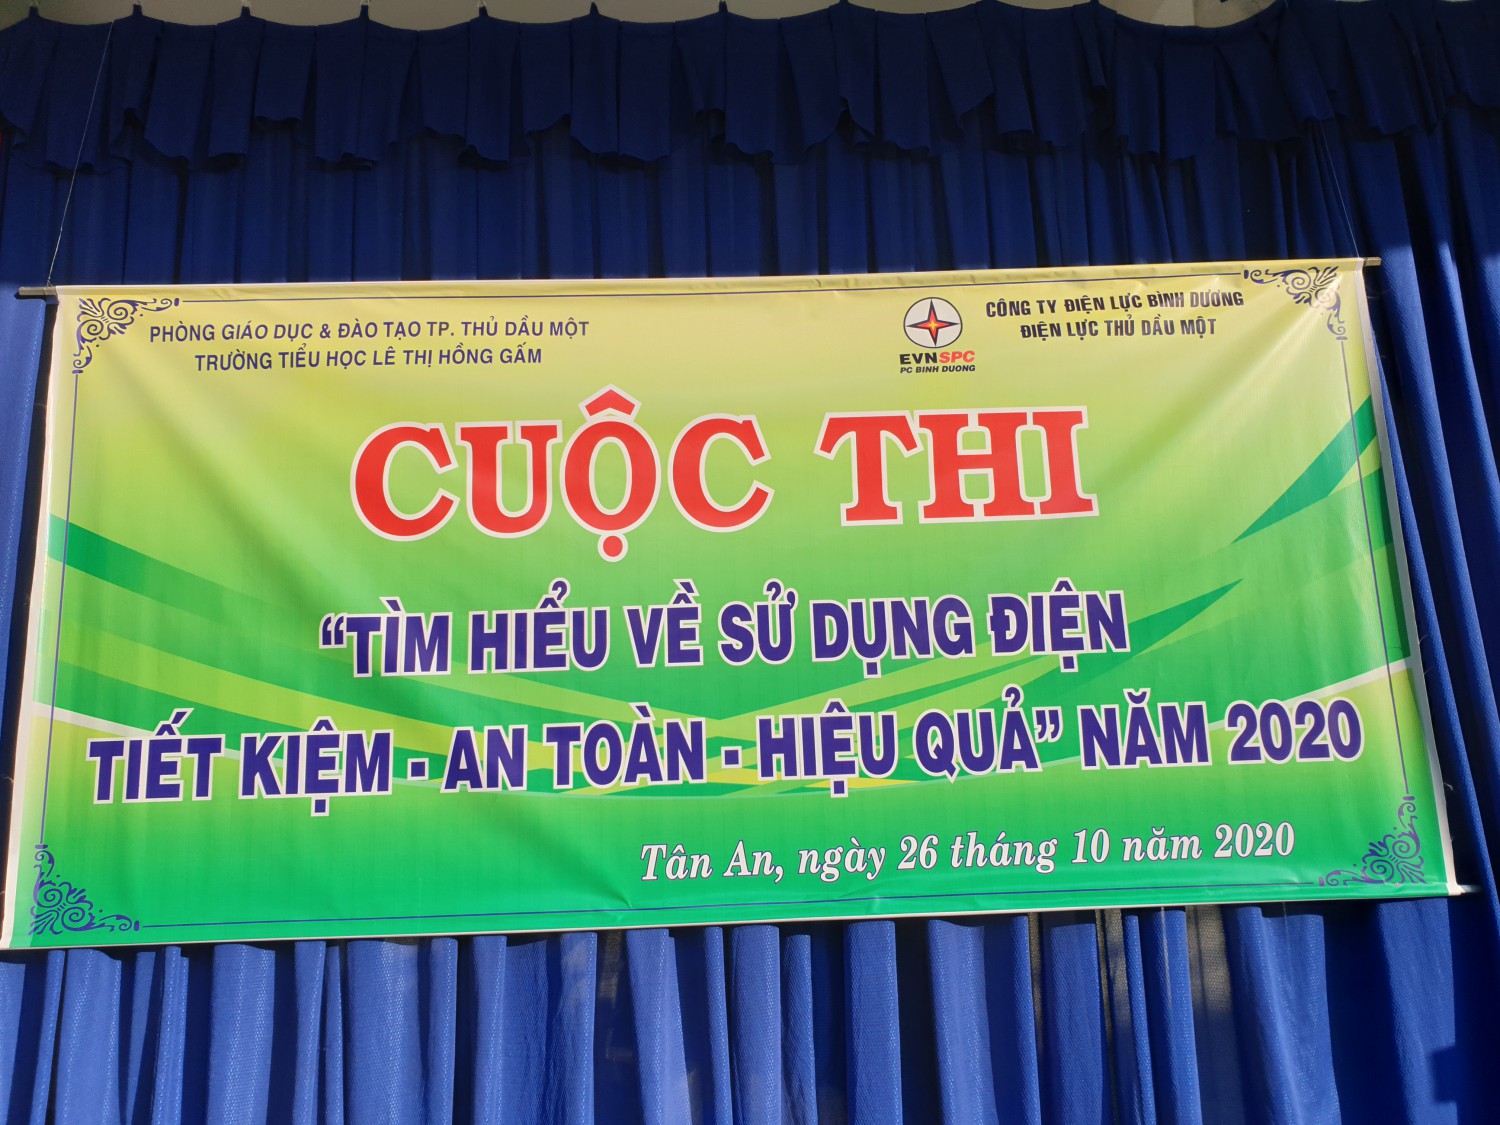 PHÒNG GIÁO DỤC & ĐÀO TẠO TP. THỦ DẦU MỘT
TRƯỜNG TIỂU HỌC LÊ THỊ HỒNG GẤM
EVNSPC
PC BINH DUONG
CÔNG TY ĐIỆN LỰC BÌNH DƯƠNG
ĐIỆN LỰC THỦ DẦU MỘT
CUỘC THI
“TÌM HIỂU VỀ SỬ DỤNG ĐIỆN
TIẾT KIỆM - AN TOÀN - HIỆU QUẢ” NĂM 2020
Tân An, ngày 26 tháng 10 năm 2020